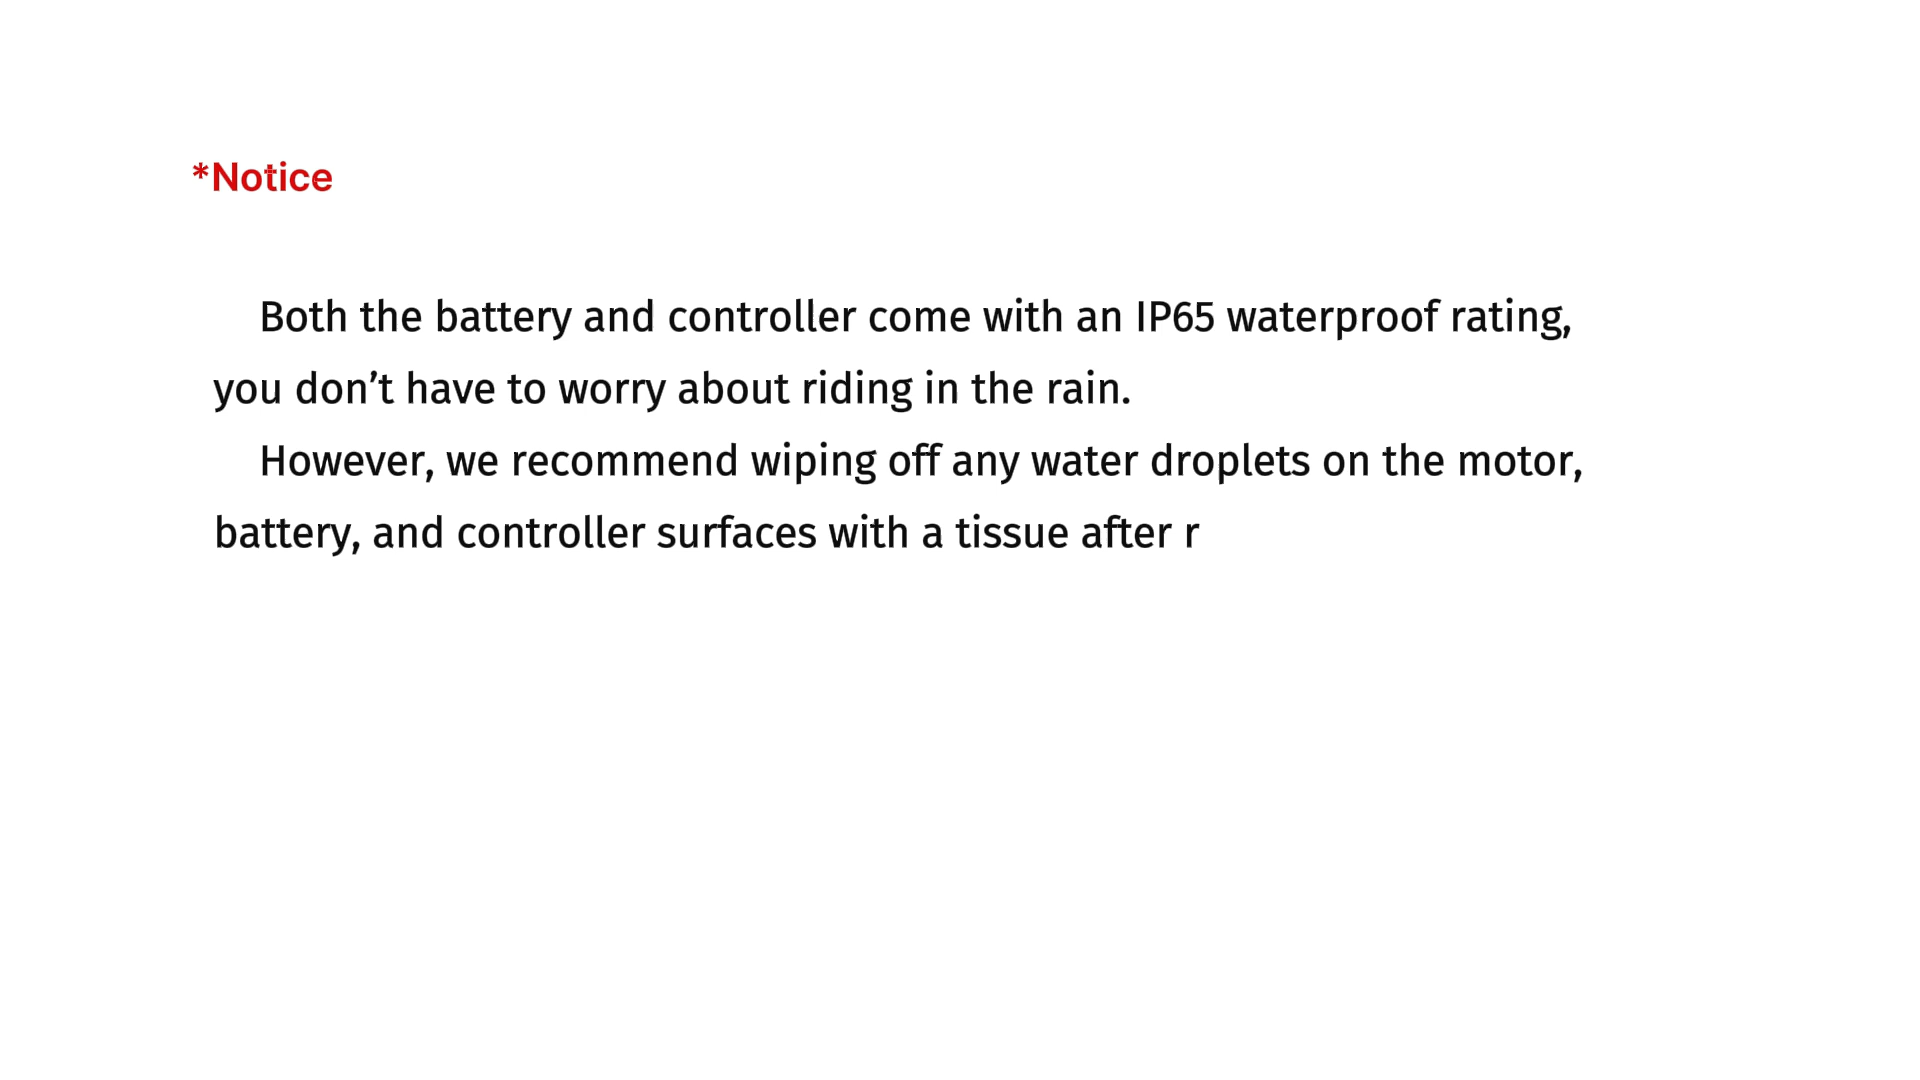 *Notice
Both the battery and controller come with an IP65 waterproof rating,
you don’t have to worry about riding in the rain.
However, we recommend wiping off any water droplets on the motor,
battery, and controller surfaces with a tissue after r